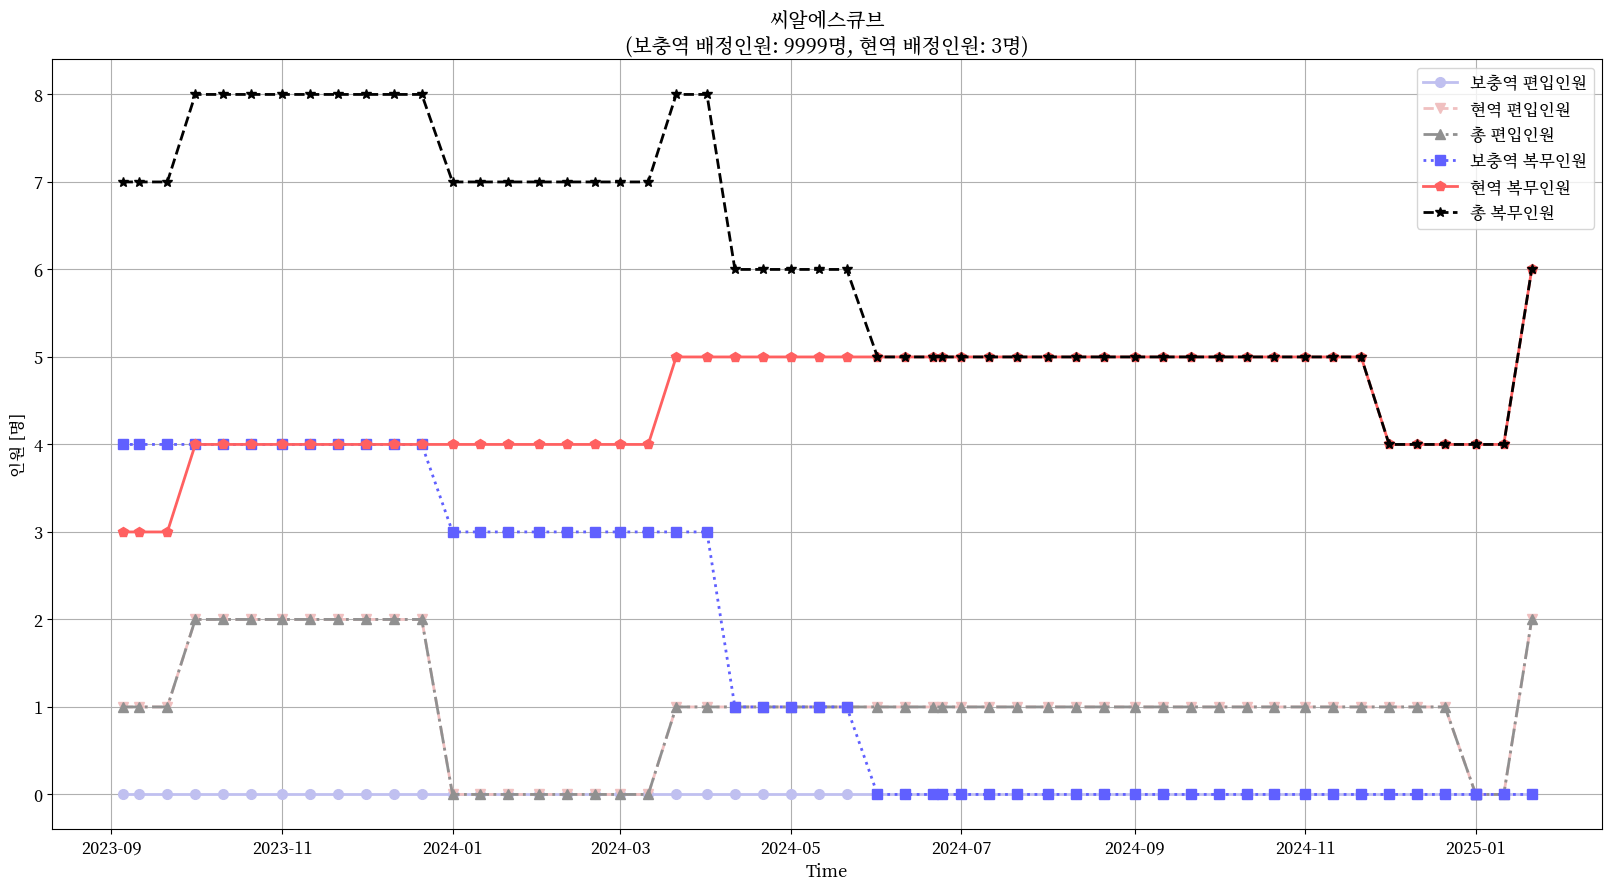 씨알에스큐브
(보충역 배정인원: 9999명, 현역 배정인원: 3명)
보충역 편입인원
현역 편입인원
총 편입인원
보충역 복무인원
현역 복무인원
총 복무인원
인원 [명]
8
7
6
5
4
3
2
1
0
2023-09 2023-11 2024-01 2024-03 2024-05 2024-07 2024-09 2024-11 2025-01
Time